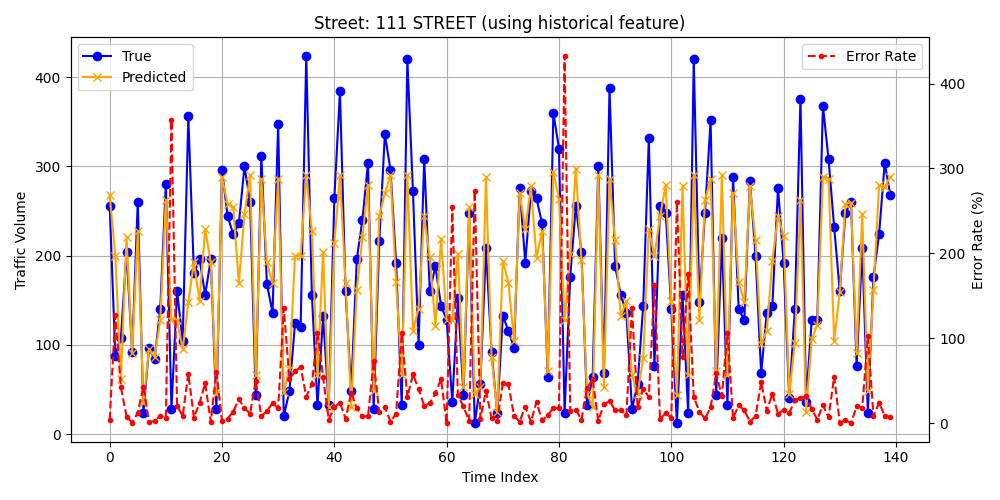 Street: 111 STREET (using historical feature)
True
Predicted
Error Rate
Traffic Volume
400
300
200
100
0
Error Rate (%)
400
300
200
100
0
0 20 40 60 80 100 120 140
Time Index